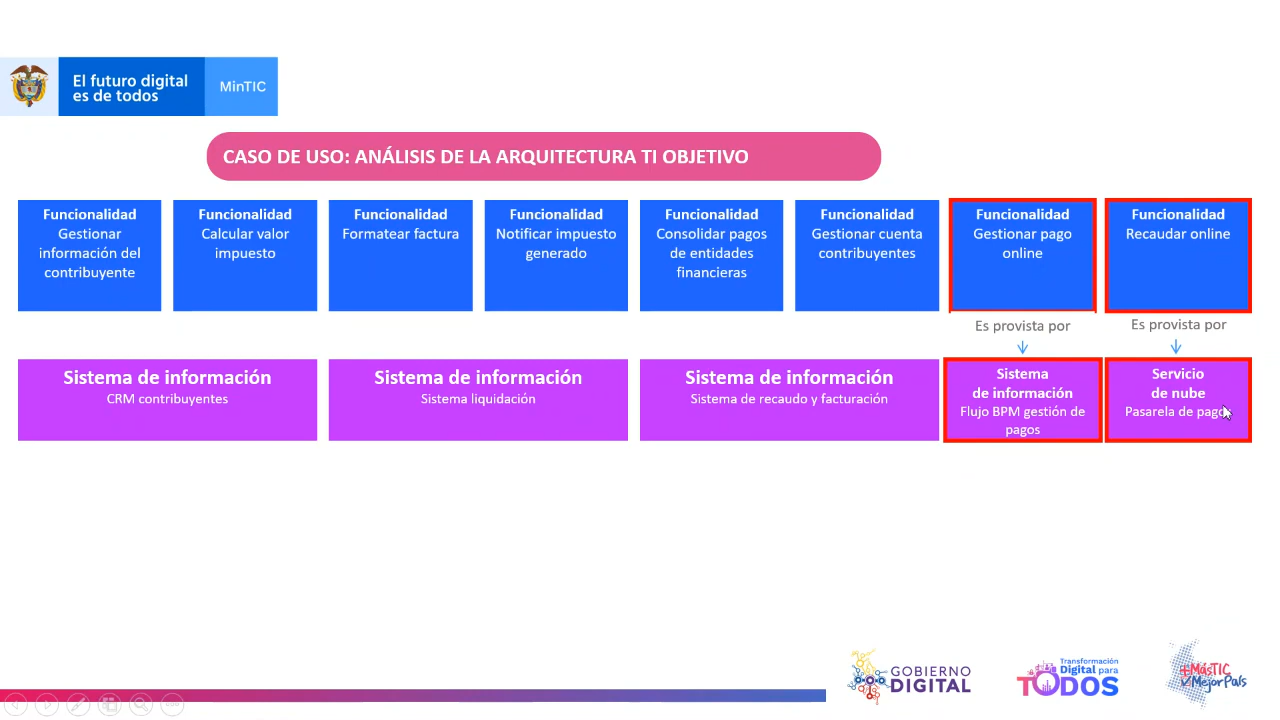 El futuro digital
es de todos
MinTIC
CASO DE USO: ANÁLISIS DE LA ARQUITECTURA TI OBJETIVO
Funcionalidad
Gestionar
información del
contribuyente
Funcionalidad
Calcular valor
impuesto
Funcionalidad
Formatear factura
Funcionalidad
Notificar impuesto
generado
Funcionalidad
Consolidar pagos
de entidades
financieras
Funcionalidad
Gestionar cuenta
contribuyentes
Funcionalidad
Gestionar pago
online
Funcionalidad
Recaudar online
Es provista por
Es provista por
Sistema de información
CRM contribuyentes
Sistema de información
Sistema liquidación
Sistema de información
Sistema de recaudo y facturación
Sistema
de información
Flujo BPM gestión de
pagos
Servicio
de nube
Pasarela de pagos
GOBIERNO
DIGITAL
Transformación
Digital para
TODOS
+MásTIC
✓MejorPaís